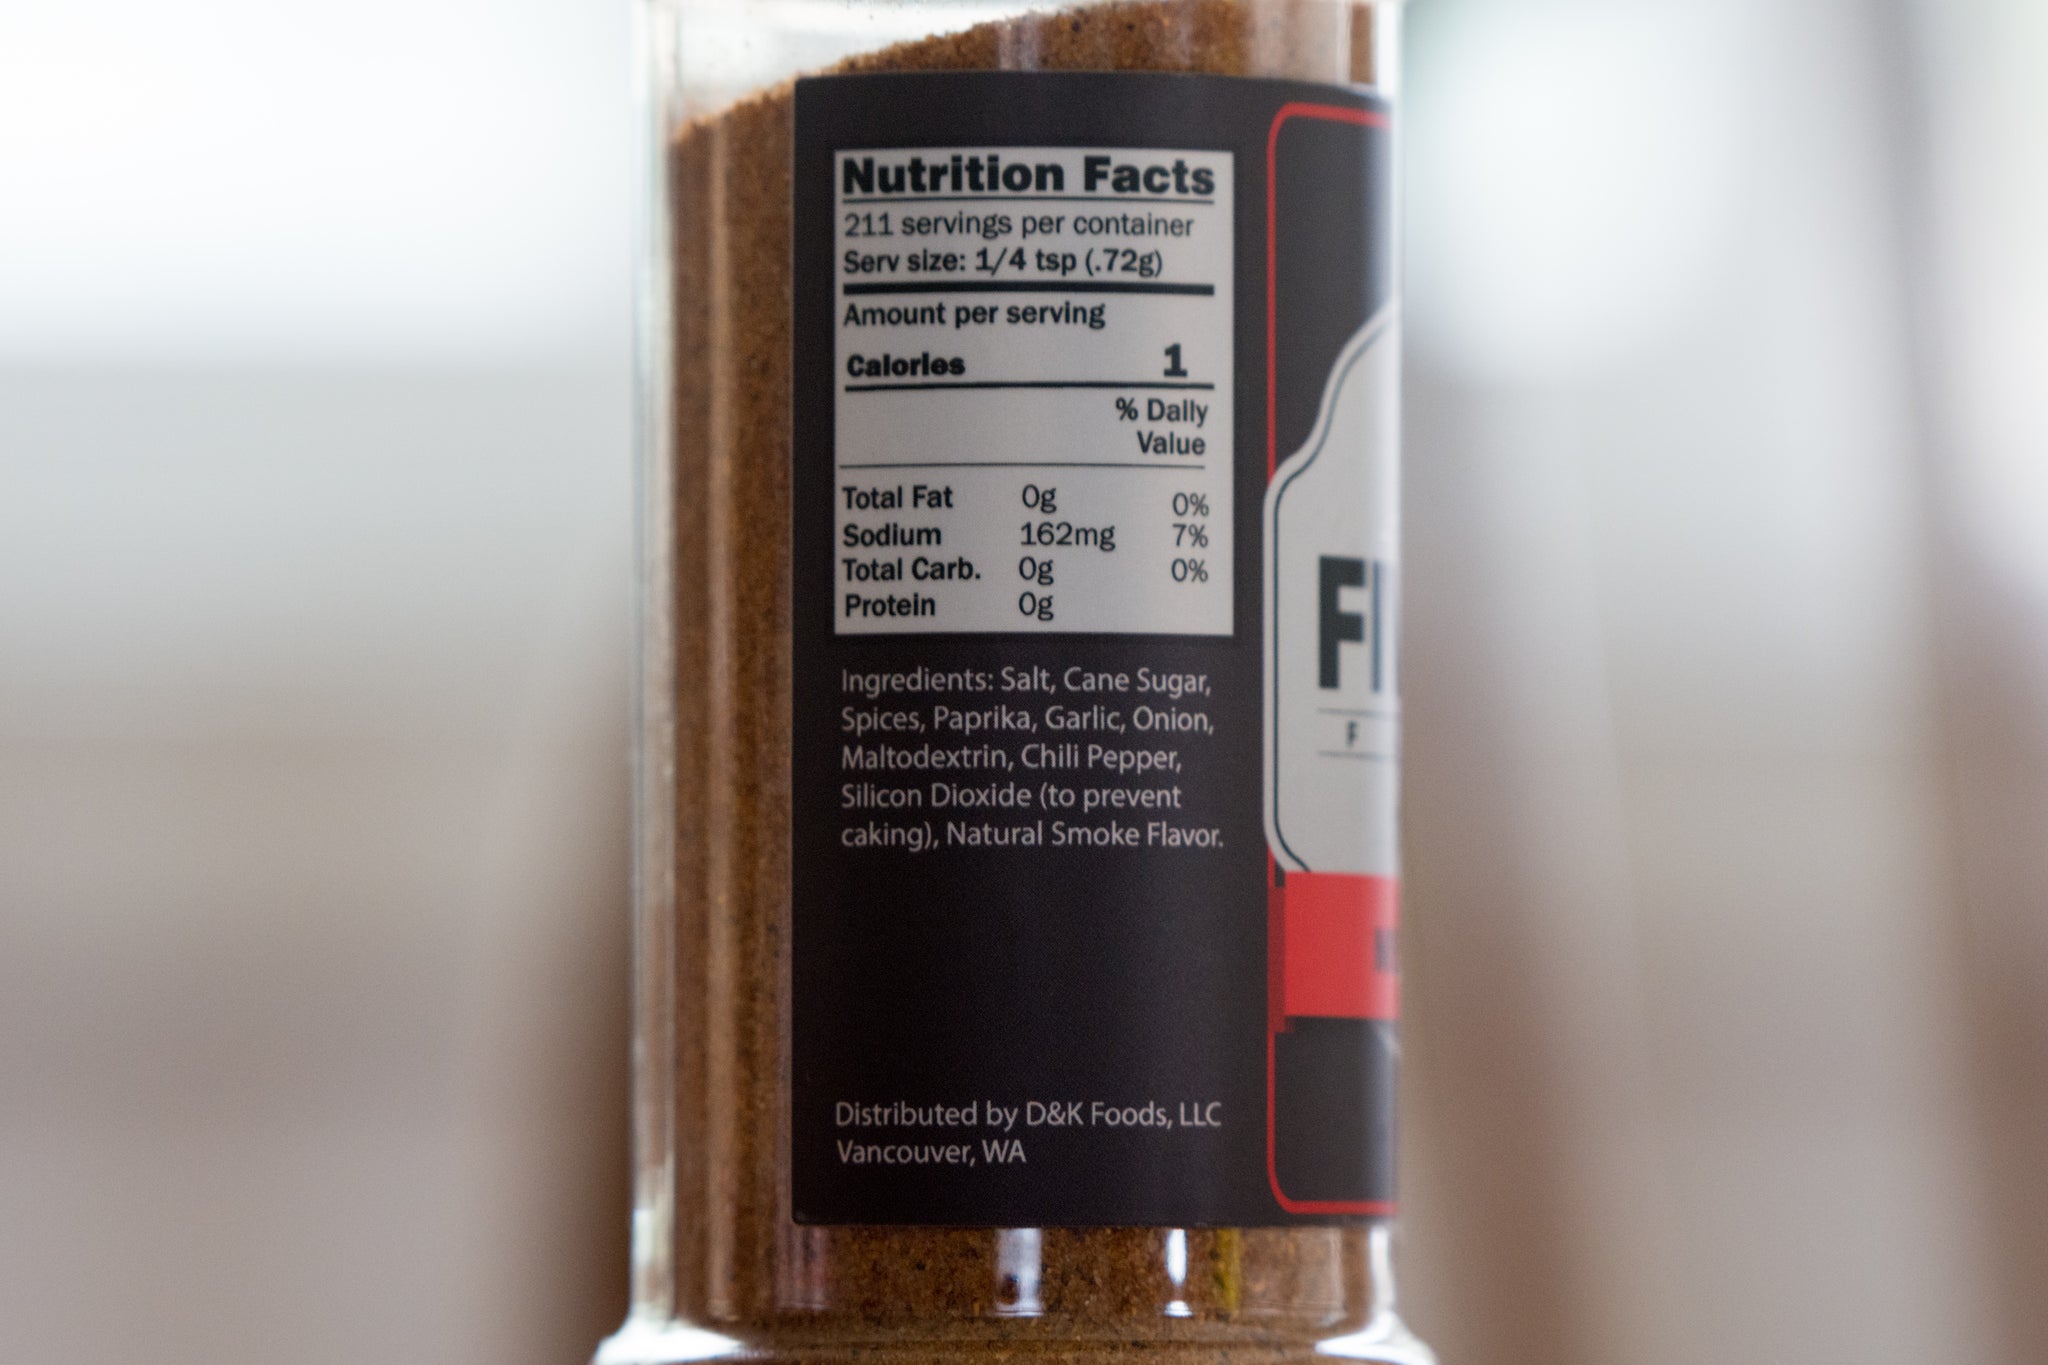 Nutrition Facts
211 servings per container
Serv size: 1/4 tsp (.72g)
Amount per serving
Calories 1
% Daily
Value
Total Fat 0g 0%
Sodium 162mg 7%
Total Carb. 0g 0%
Protein 0g
Ingredients: Salt, Cane Sugar,
Spices, Paprika, Garlic, Onion,
Maltodextrin, Chili Pepper,
Silicon Dioxide (to prevent
caking), Natural Smoke Flavor.
Distributed by D&K Foods, LLC
Vancouver, WA